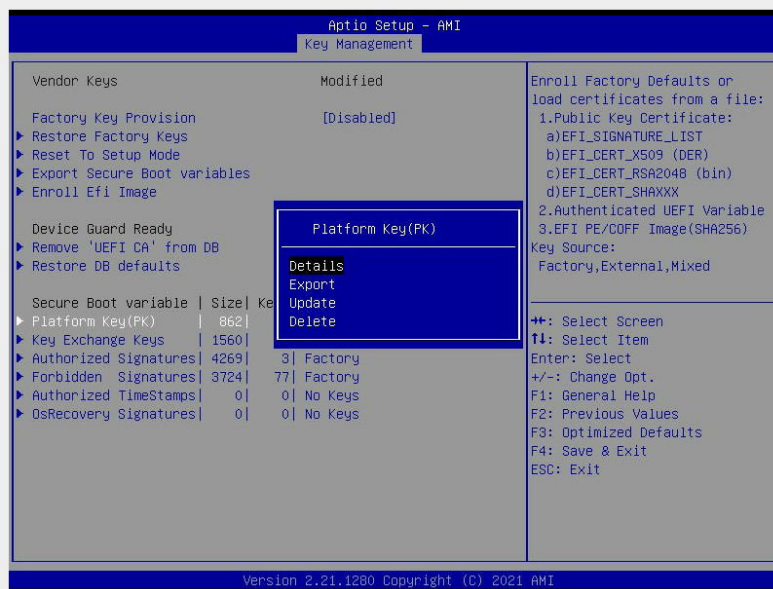 Aptio Setup - AMI
Key Management
Vendor Keys Modified
Factory Key Provision [Disabled]
Restore Factory Keys
Reset To Setup Mode
Export Secure Boot variables
Enroll Efi Image
Device Guard Ready
Remove 'UEFI CA' from DB
Restore DB defaults
Secure Boot variable | Size| Ke
Platform Key(PK) | 862|
Key Exchange Keys | 1560|
Authorized Signatures| 4269| 3| Factory
Forbidden Signatures| 3724| 77| Factory
Authorized TimeStamps| 0| 0| No Keys
OsRecovery Signatures| 0| 0| No Keys
Platform Key(PK)
Details
Export
Update
Delete
Enroll Factory Defaults or
load certificates from a file:
1.Public Key Certificate:
a)EFI_SIGNATURE_LIST
b)EFI_CERT_X509 (DER)
c)EFI_CERT_RSA2048 (bin)
d)EFI_CERT_SHAXXX
2.Authenticated UEFI Variable
3.EFI PE/COFF Image(SHA256)
Key Source:
Factory,External,Mixed
→←: Select Screen
↑↓: Select Item
Enter: Select
+/-: Change Opt.
F1: General Help
F2: Previous Values
F3: Optimized Defaults
F4: Save & Exit
ESC: Exit
Version 2.21.1280 Copyright (C) 2021 AMI